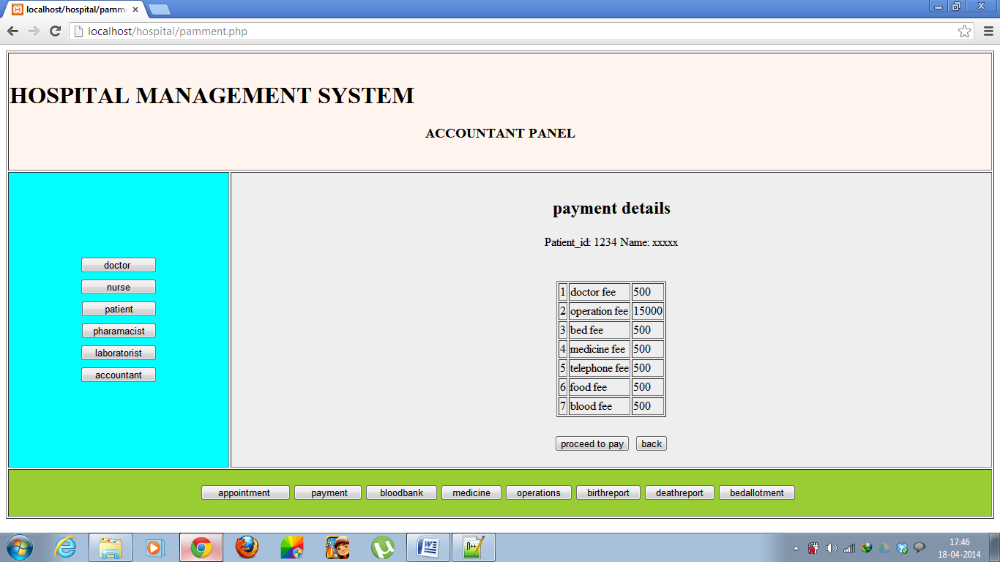 localhost/hospital/pamm
localhost/hospital/pamment.php
HOSPITAL MANAGEMENT SYSTEM
ACCOUNTANT PANEL
doctor
nurse
patient
pharamacist
laboratorist
accountant
payment details
Patient_id: 1234 Name: xxxxx
1 doctor fee 500
2 operation fee 15000
3 bed fee 500
4 medicine fee 500
5 telephone fee 500
6 food fee 500
7 blood fee 500
proceed to pay back
appointment payment bloodbank medicine operations birthreport deathreport bedallotment
17:46
18-04-2014